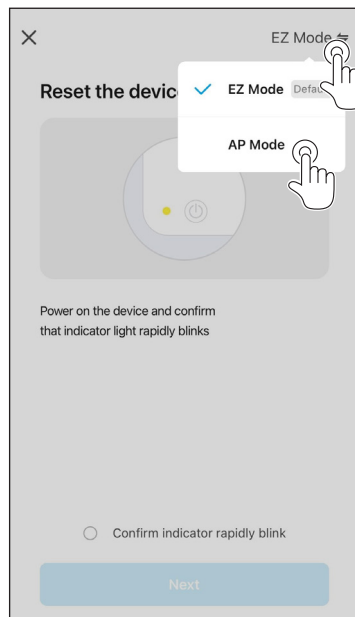 EZ Mode
Reset the devic
EZ Mode
AP Mode
Power on the device and confirm
that indicator light rapidly blinks
Confirm indicator rapidly blink
Next